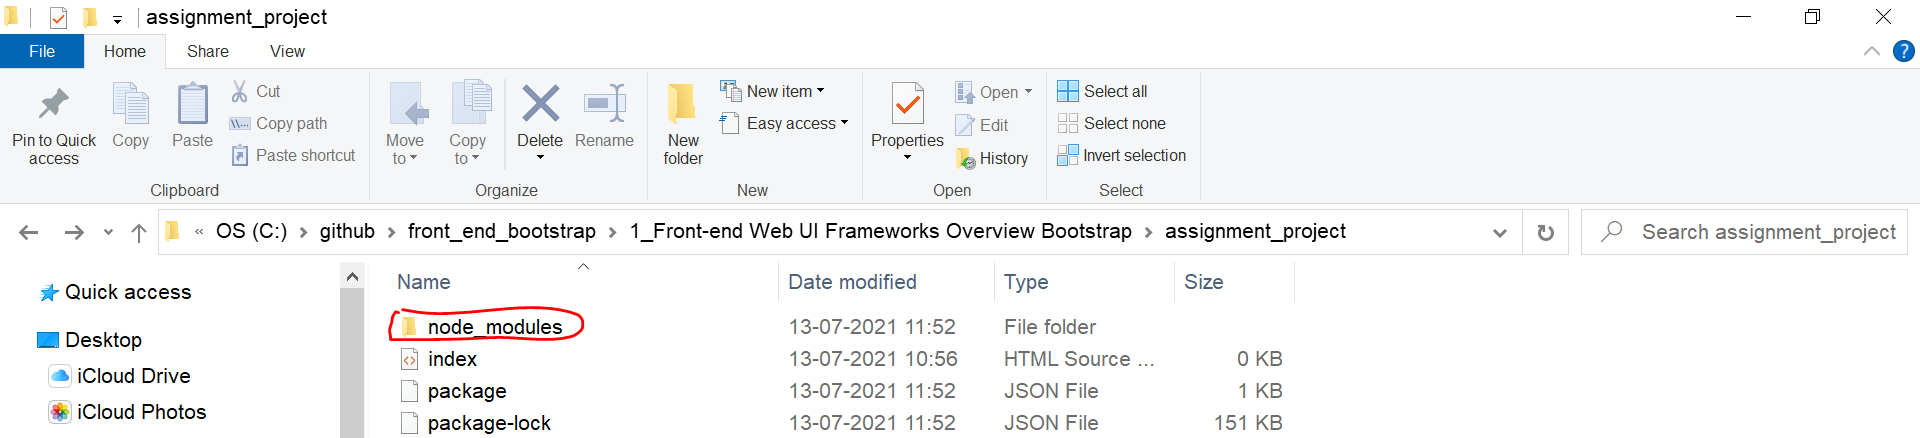 assignment_project
File Home Share View
Pin to Quick access
Copy
Paste
Cut
Copy path
Paste shortcut
Clipboard
Move to
Copy to
Delete
Rename
Organize
New folder
New item
Easy access
New
Properties
Open
Edit
History
Open
Select all
Select none
Invert selection
Select
« OS (C:) > github > front_end_bootstrap > 1_Front-end Web UI Frameworks Overview Bootstrap > assignment_project
Search assignment_project
Quick access
Desktop
iCloud Drive
iCloud Photos
Name Date modified Type Size
node_modules 13-07-2021 11:52 File folder
index 13-07-2021 10:56 HTML Source ... 0 KB
package 13-07-2021 11:52 JSON File 1 KB
package-lock 13-07-2021 11:52 JSON File 151 KB